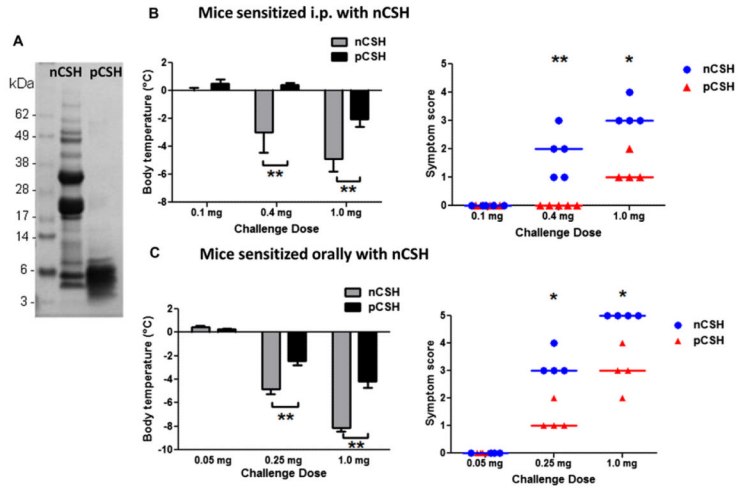 B Mice sensitized i.p. with nCSH
A
nCSH pCSH
kDa
62 -
49 -
38 -
28 -
17 -
14 -
6 -
3 -
nCSH
pCSH
Body temperature (°C)
2
0
-2
-4
-6
-8
**
**
0.1 mg 0.4 mg 1.0 mg
Challenge Dose
Symptom score
5
4
3
2
1
0
** *
nCSH
pCSH
0.1 mg 0.4 mg 1.0 mg
Challenge Dose
C Mice sensitized orally with nCSH
nCSH
pCSH
Body temperature (°C)
2
0
-2
-4
-6
-8
-10
**
**
0.05 mg 0.25 mg 1.0 mg
Challenge Dose
Symptom score
5
4
3
2
1
0
* *
nCSH
pCSH
0.05 mg 0.25 mg 1.0 mg
Challenge Dose